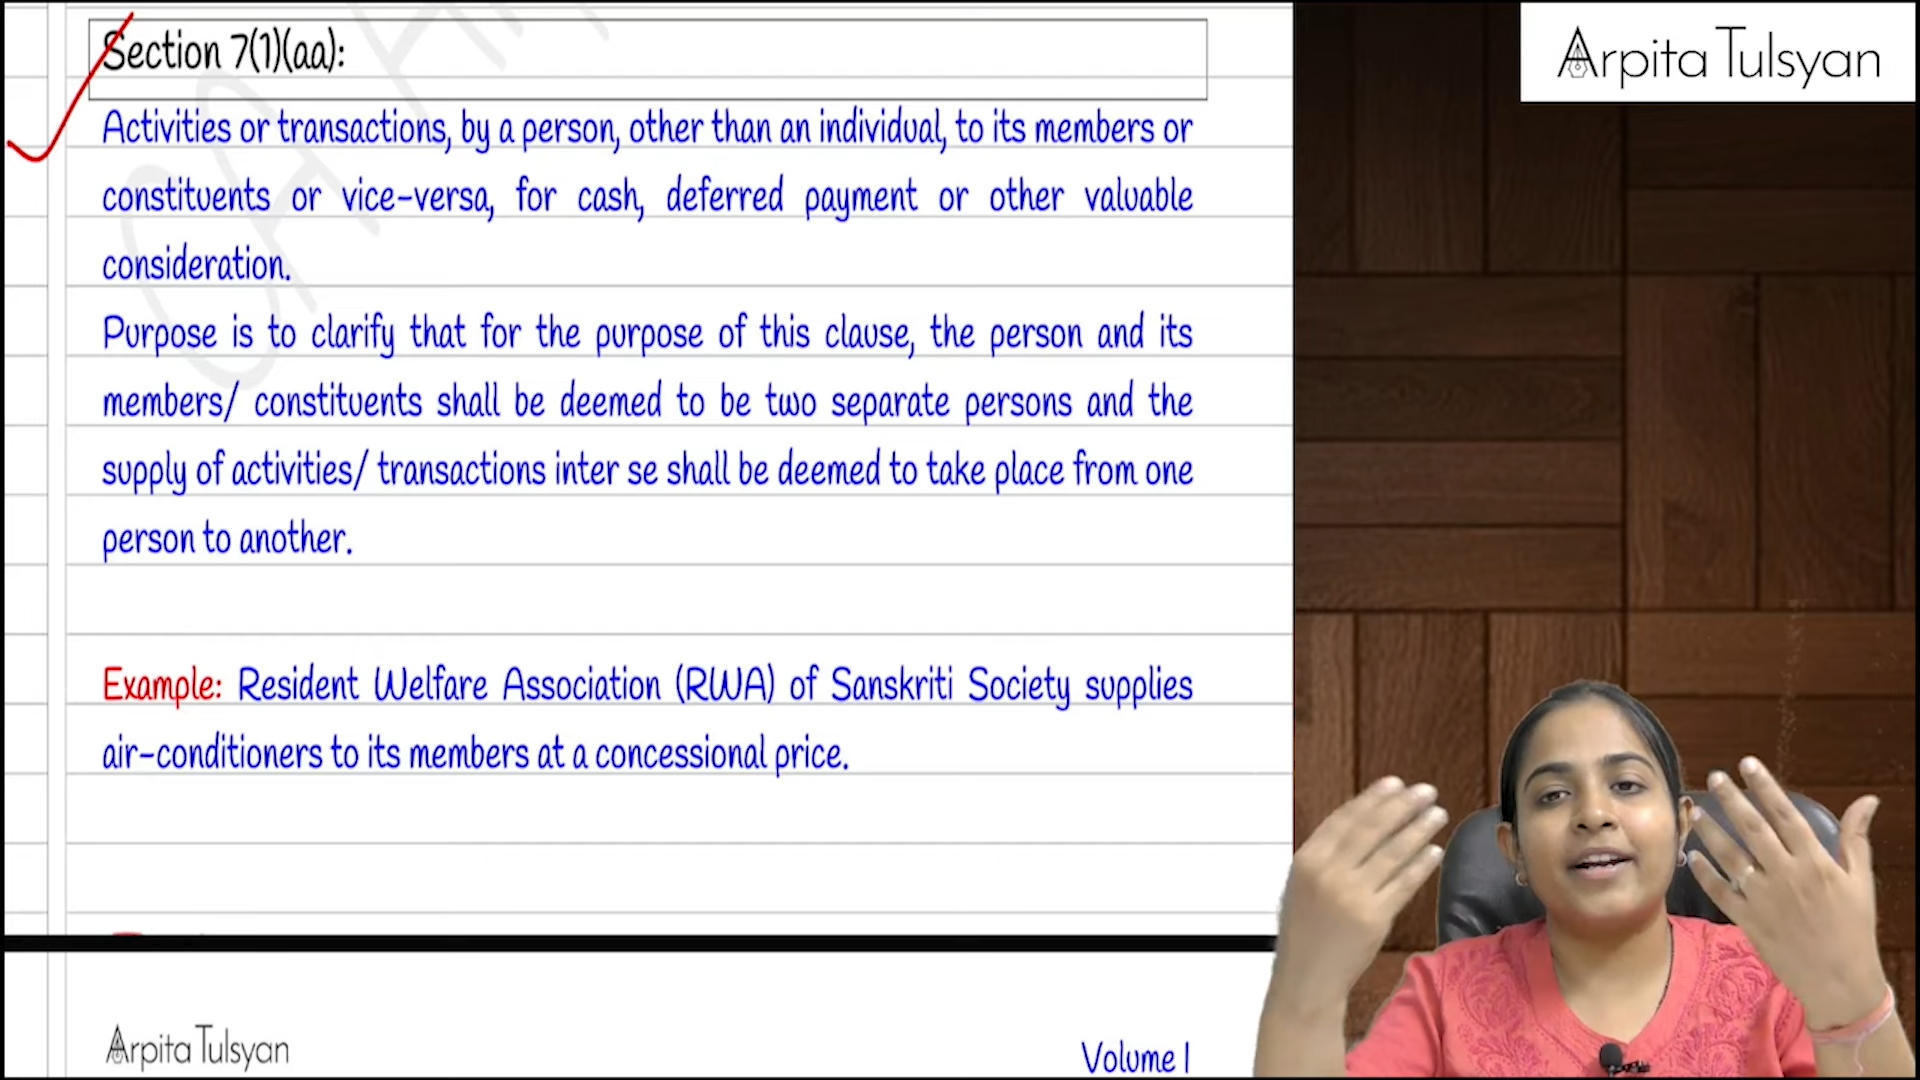 Section 7(1)(aa):
Arpita Tulsyan
Activities or transactions, by a person, other than an individual, to its members or
constituents or vice-versa, for cash, deferred payment or other valuable
consideration.
Purpose is to clarify that for the purpose of this clause, the person and its
members/ constituents shall be deemed to be two separate persons and the
supply of activities/ transactions inter se shall be deemed to take place from one
person to another.
Example: Resident Welfare Association (RWA) of Sanskriti Society supplies
air-conditioners to its members at a concessional price.
Arpita Tulsyan
Volume 1